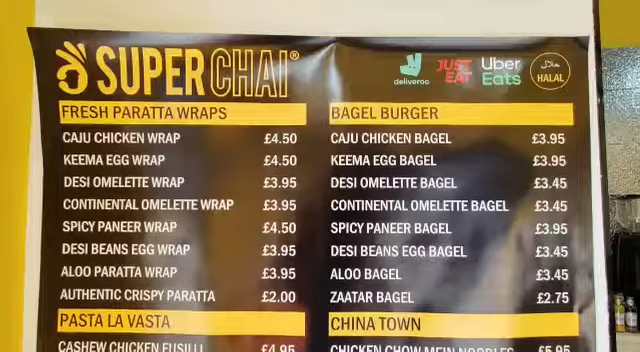 SUPER CHAI®
deliveroo
JUST EAT
Uber Eats
حلال
HALAL
FRESH PARATTA WRAPS
CAJU CHICKEN WRAP £4.50
KEEMA EGG WRAP £4.50
DESI OMELETTE WRAP £3.95
CONTINENTAL OMELETTE WRAP £3.95
SPICY PANEER WRAP £4.50
DESI BEANS EGG WRAP £3.95
ALOO PARATTA WRAP £3.95
AUTHENTIC CRISPY PARATTA £2.00
PASTA LA VASTA
CASHEW CHICKEN FUSILLI £4.95
BAGEL BURGER
CAJU CHICKEN BAGEL £3.95
KEEMA EGG BAGEL £3.95
DESI OMELETTE BAGEL £3.45
CONTINENTAL OMELETTE BAGEL £3.45
SPICY PANEER BAGEL £3.95
DESI BEANS EGG BAGEL £3.45
ALOO BAGEL £3.45
ZAATAR BAGEL £2.75
CHINA TOWN
CHICKEN CHOW MEIN NOODLES £5.95